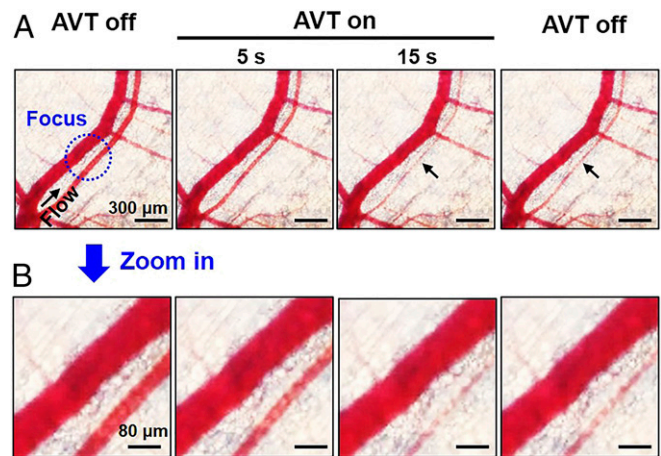 A
AVT off
AVT on
AVT off
5 s
15 s
Focus
Flow
300 µm
Zoom in
B
80 µm